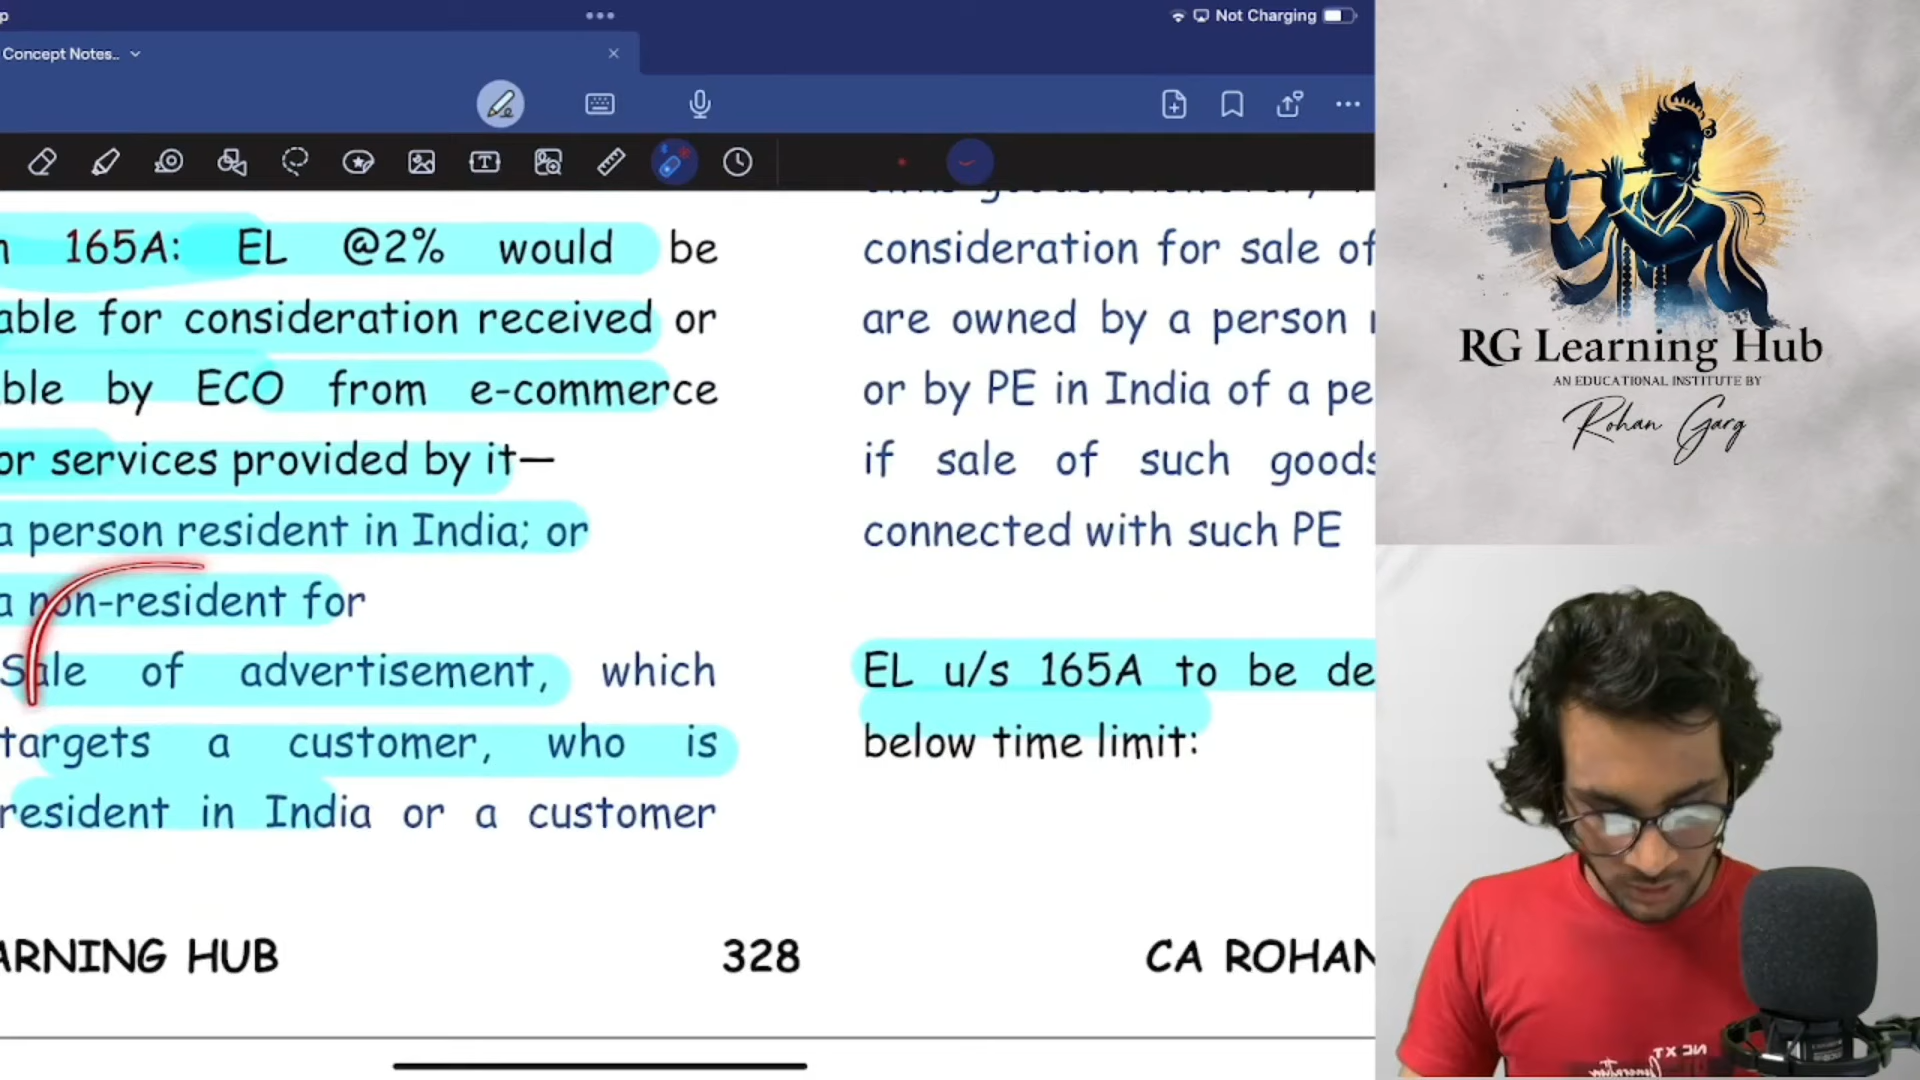 Not Charging
Concept Notes..
165A: EL @2% would be
able for consideration received or
ble by ECO from e-commerce
or services provided by it—
a person resident in India; or
a non-resident for
Sale of advertisement, which
targets a customer, who is
resident in India or a customer
consideration for sale of
are owned by a person
or by PE in India of a pe
if sale of such goods
connected with such PE
EL u/s 165A to be de
below time limit:
ARNING HUB
328
CA ROHAN
RG Learning Hub
AN EDUCATIONAL INSTITUTE BY
Rohan Garg